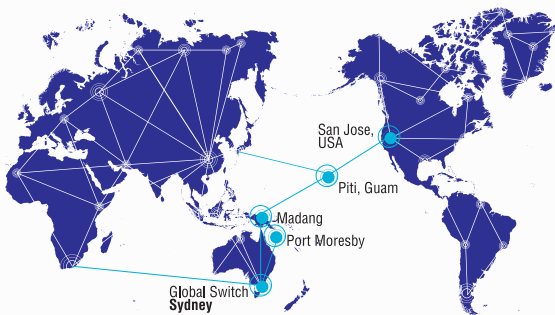 San Jose,
USA
Piti, Guam
Madang
Port Moresby
Global Switch
Sydney